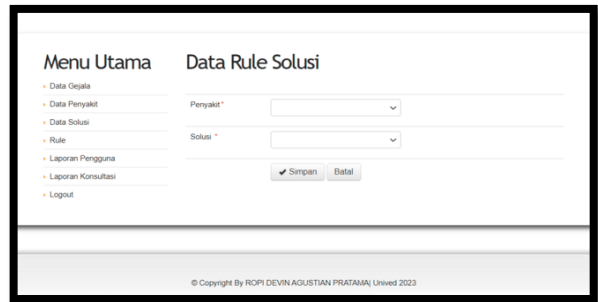 Menu Utama
Data Gejala
Data Penyakit
Data Solusi
Rule
Laporan Pengguna
Laporan Konsultasi
Logout
Data Rule Solusi
Penyakit *
Solusi *
Simpan Batal
© Copyright By ROPI DEVIN AGUSTIAN PRATAMA| Unived 2023